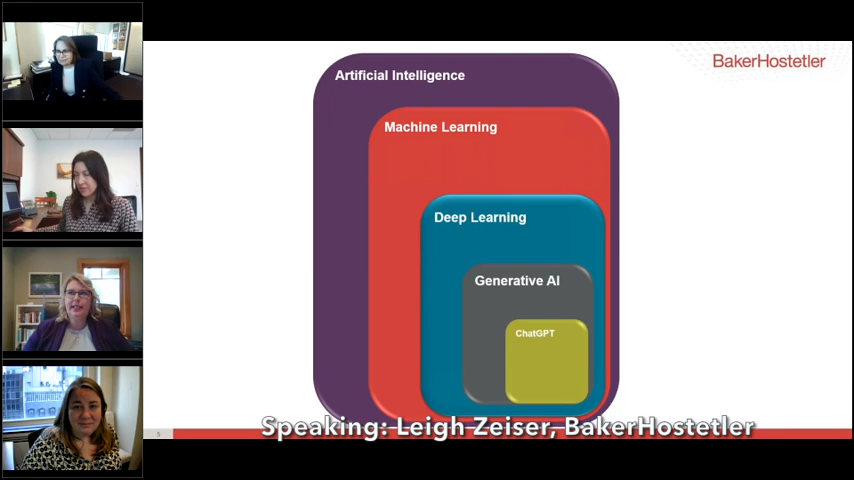 BakerHostetler
Artificial Intelligence
Machine Learning
Deep Learning
Generative AI
ChatGPT
Speaking: Leigh Zeiser, BakerHostetler